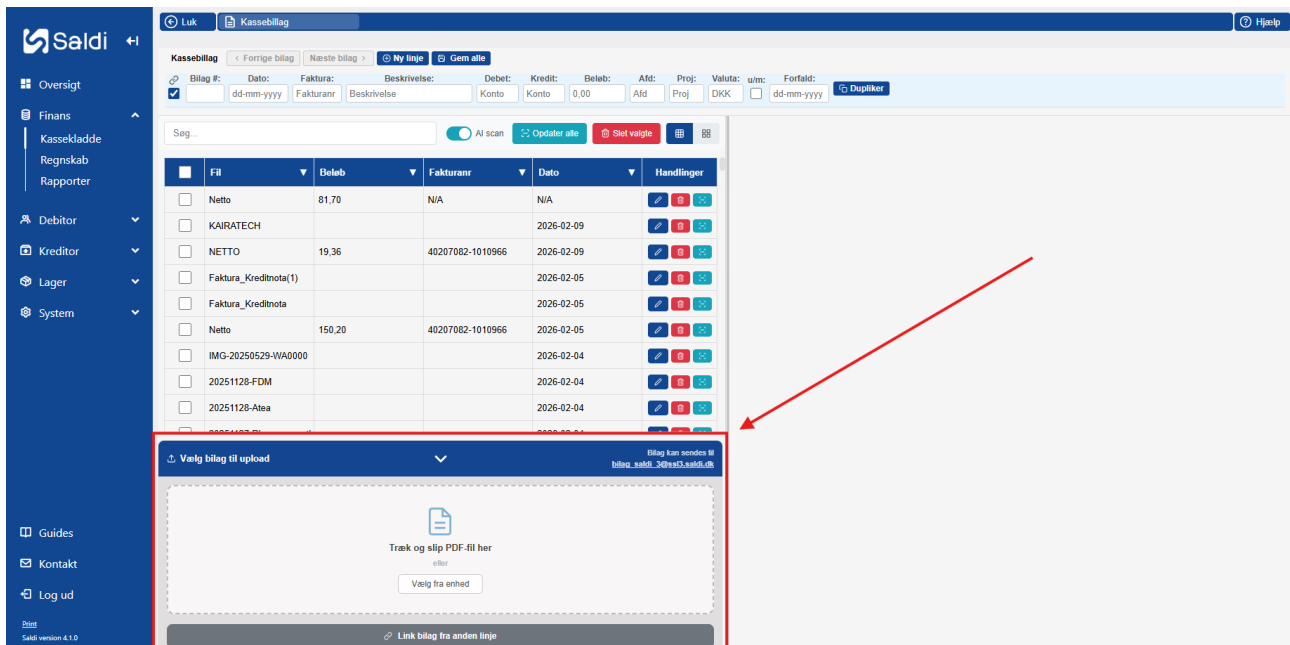 Saldi
Oversigt
Finans
Kassekladde
Regnskab
Rapporter
Debitor
Kreditor
Lager
System
Guides
Kontakt
Log ud
Print
Saldi version 4.1.0
Luk
Kassebillag
Hjælp
Kassebillag
< Forrige bilag
Næste bilag >
Ny linje
Gem alle
Bilag #: Dato: Faktura: Beskrivelse: Debet: Kredit: Beløb: Afd: Proj: Valuta: u/m: Forfald:
dd-mm-yyyy Fakturanr Beskrivelse Konto Konto 0,00 Afd Proj DKK dd-mm-yyyy Dupliker
Søg...
AI scan
Opdater alle
Slet valgte
Fil Beløb Fakturanr Dato Handlinger
Netto 81,70 N/A N/A
KAIRATECH 2026-02-09
NETTO 19,36 40207082-1010966 2026-02-09
Faktura_Kreditnota(1) 2026-02-05
Faktura_Kreditnota 2026-02-05
Netto 150,20 40207082-1010966 2026-02-05
IMG-20250529-WA0000 2026-02-04
20251128-FDM 2026-02-04
20251128-Atea 2026-02-04
Vælg bilag til upload
Bilag kan sendes til
bilag_saldi_3@ssl3.saldi.dk
Træk og slip PDF-fil her
eller
Vælg fra enhed
Link bilag fra anden linje